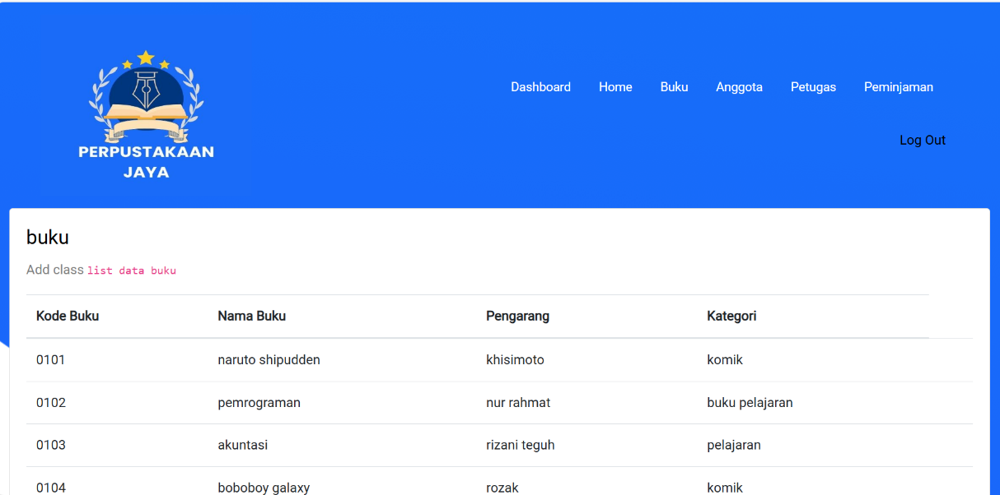 PERPUSTAKAAN
JAYA
Dashboard Home Buku Anggota Petugas Peminjaman
Log Out
buku
Add class list data buku
Kode Buku Nama Buku Pengarang Kategori
0101 naruto shipudden khisimoto komik
0102 pemrograman nur rahmat buku pelajaran
0103 akuntasi rizani teguh pelajaran
0104 boboboy galaxy rozak komik